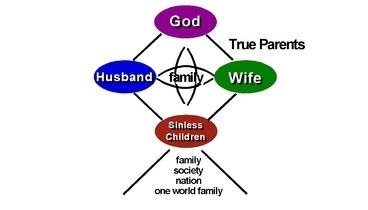 God
True Parents
Husband
family
Wife
Sinless
Children
family
society
nation
one world family